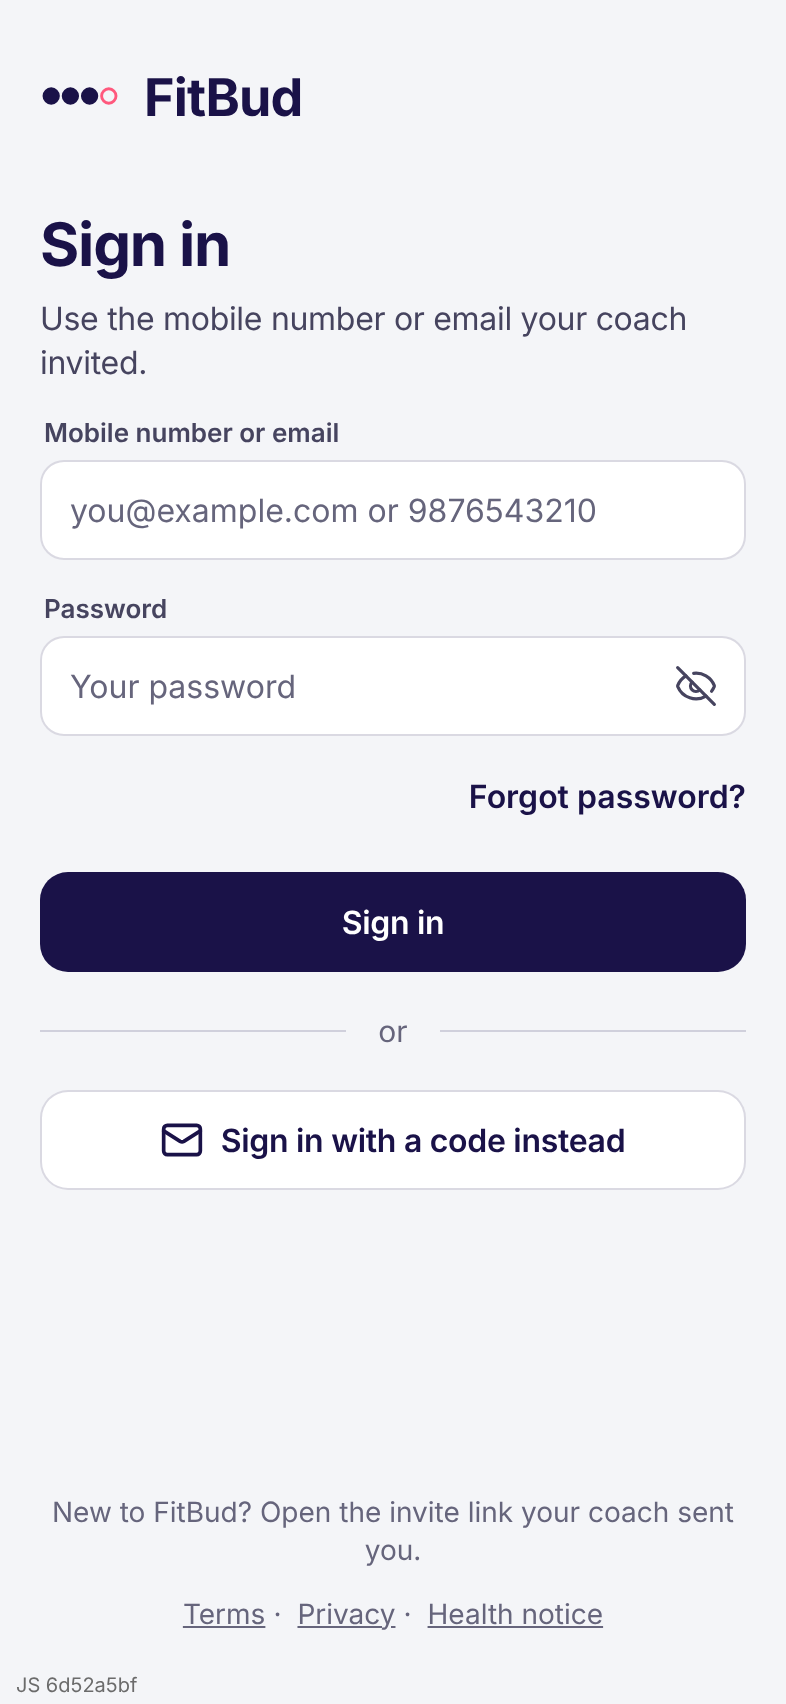 FitBud
Sign in
Use the mobile number or email your coach
invited.
Mobile number or email
you@example.com or 9876543210
Password
Your password
Forgot password?
Sign in
or
Sign in with a code instead
New to FitBud? Open the invite link your coach sent
you.
Terms · Privacy · Health notice
JS 6d52a5bf